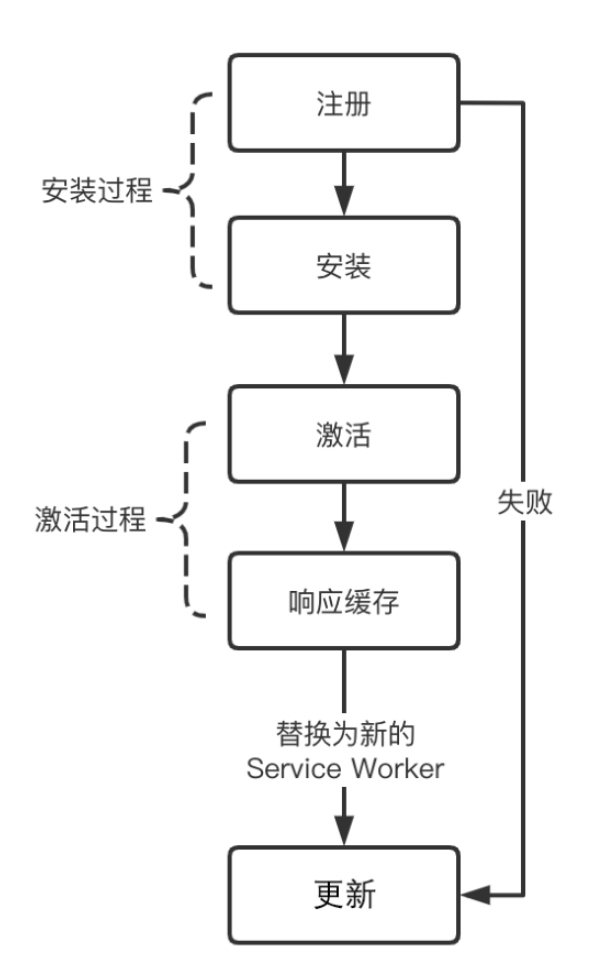 注册
安装过程
安装
激活
激活过程
失败
响应缓存
替换为新的
Service Worker
更新